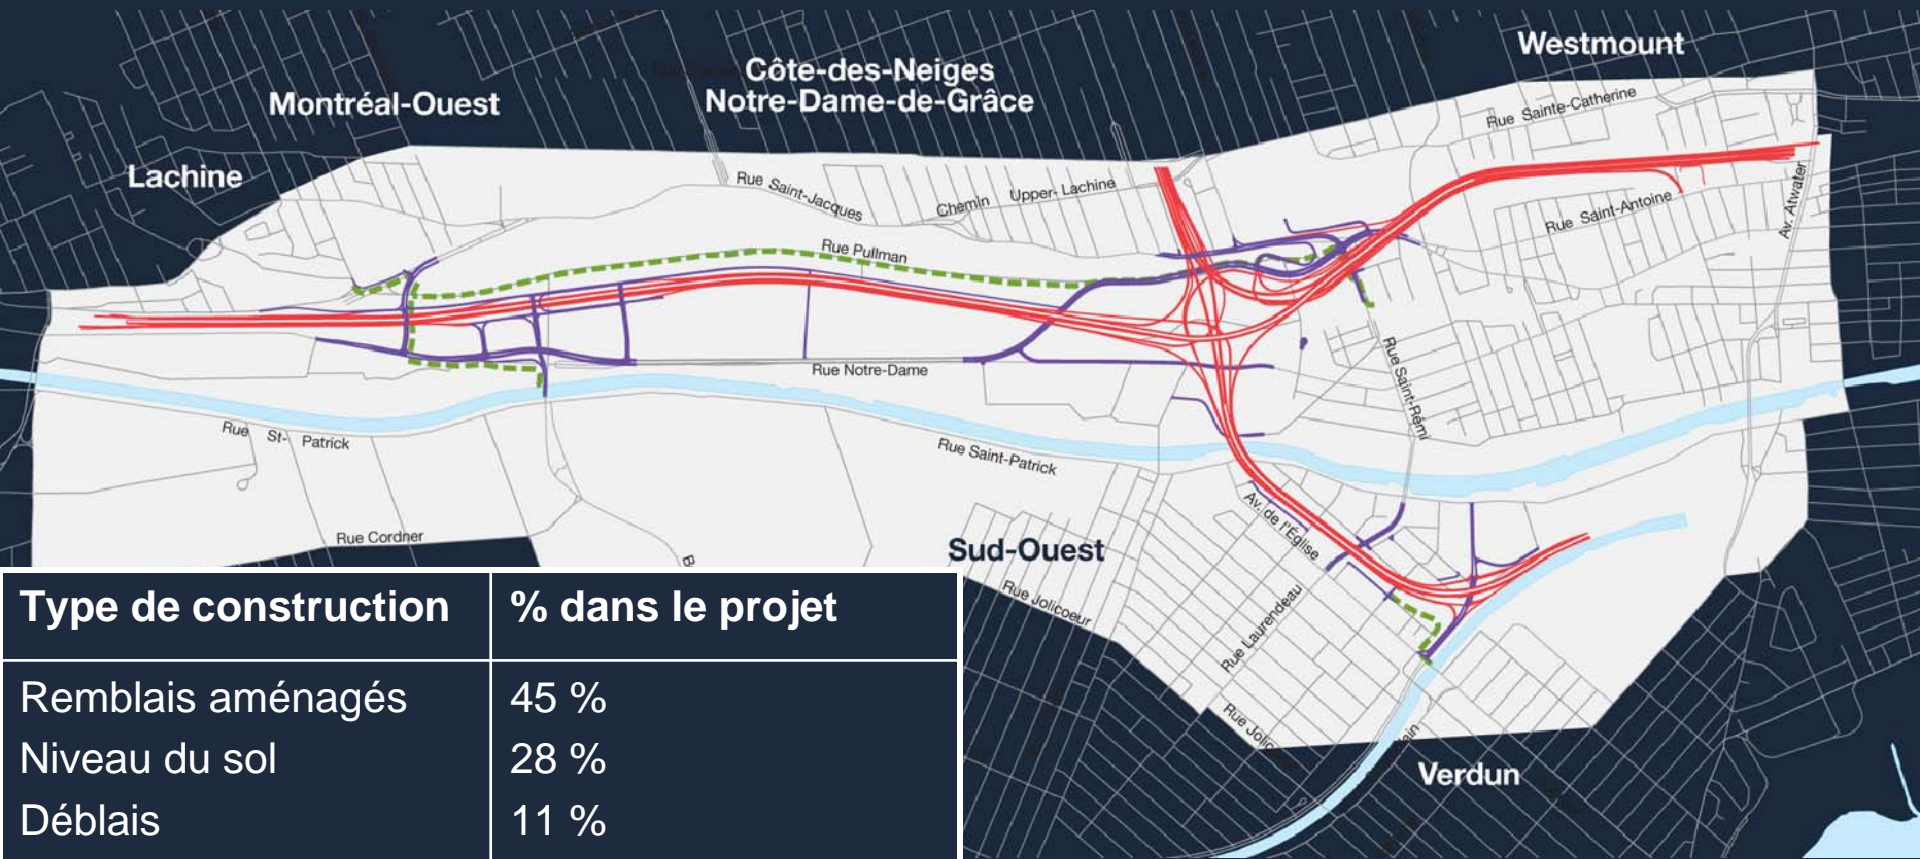 Westmount
Côte-des-Neiges
Notre-Dame-de-Grâce
Montréal-Ouest
Lachine
Rue Sainte-Catherine
Rue Saint-Jacques
Chemin Upper-Lachine
Rue Saint-Antoine
Av. Atwater
Rue Pullman
Rue Notre-Dame
Rue Saint-Rémi
Rue St-Patrick
Rue Saint-Patrick
Rue Cordner
Av. de l'Église
Sud-Ouest
Rue Jolicoeur
Rue Laurendeau
Rue
Verdun
Type de construction % dans le projet
Remblais aménagés 45 %
Niveau du sol 28 %
Déblais 11 %